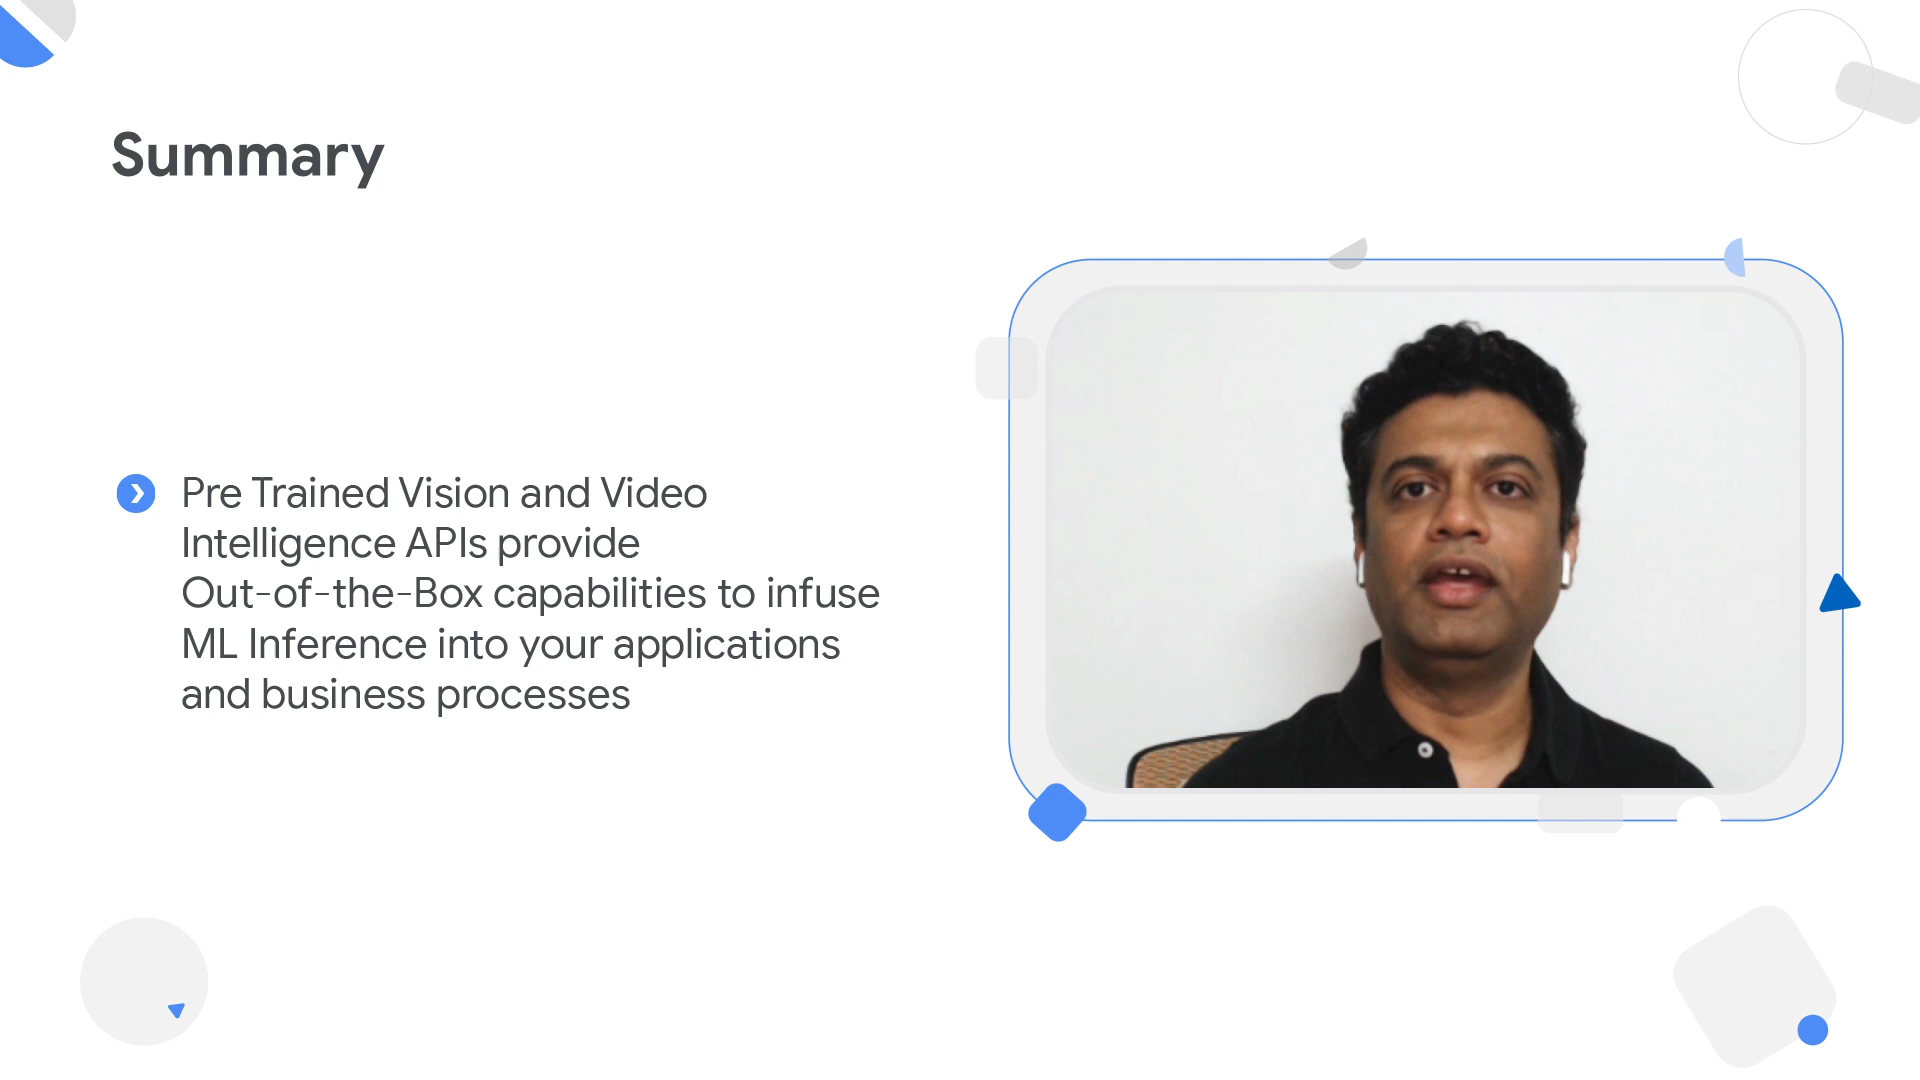 Summary
Pre Trained Vision and Video
Intelligence APIs provide
Out-of-the-Box capabilities to infuse
ML Inference into your applications
and business processes